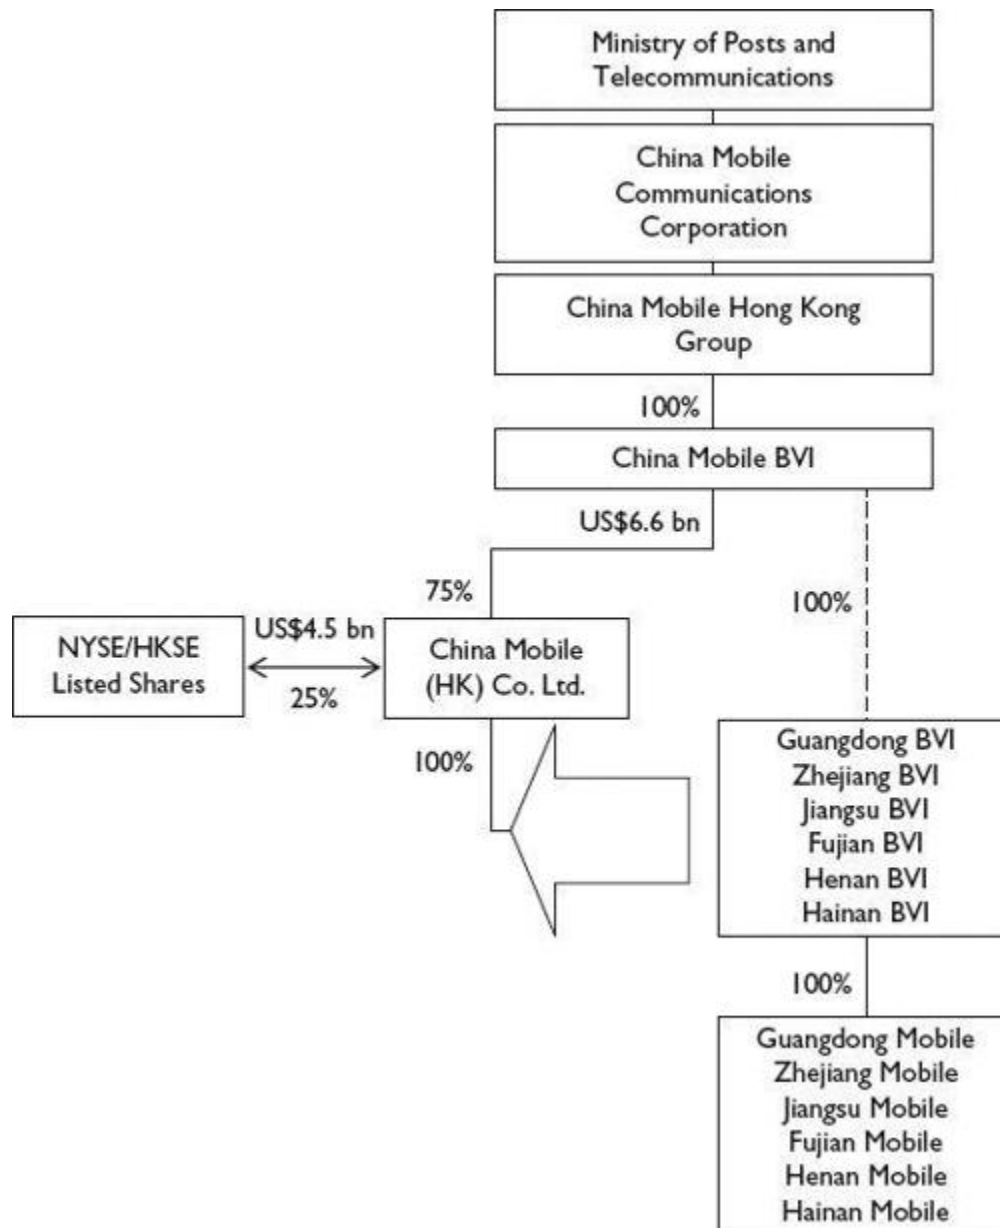 Ministry of Posts and
Telecommunications
China Mobile
Communications
Corporation
China Mobile Hong Kong
Group
100%
China Mobile BVI
US$6.6 bn
75%
100%
NYSE/HKSE
Listed Shares
US$4.5 bn
25%
China Mobile
(HK) Co. Ltd.
100%
Guangdong BVI
Zhejiang BVI
Jiangsu BVI
Fujian BVI
Henan BVI
Hainan BVI
100%
Guangdong Mobile
Zhejiang Mobile
Jiangsu Mobile
Fujian Mobile
Henan Mobile
Hainan Mobile